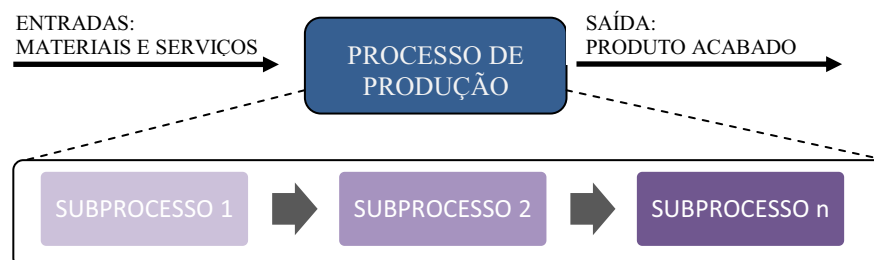 ENTRADAS:
MATERIAIS E SERVIÇOS
PROCESSO DE
PRODUÇÃO
SAÍDA:
PRODUTO ACABADO
SUBPROCESSO 1
SUBPROCESSO 2
SUBPROCESSO n